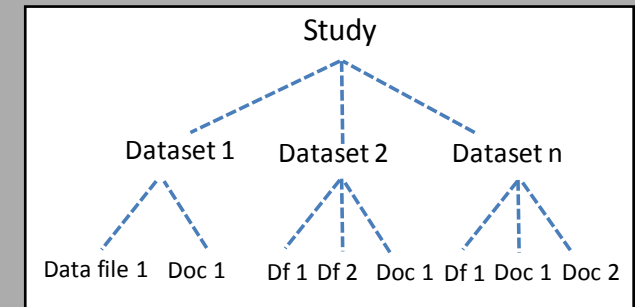 Study
Dataset 1 Dataset 2 Dataset n
Data file 1 Doc 1 Df 1 Df 2 Doc 1 Df 1 Doc 1 Doc 2